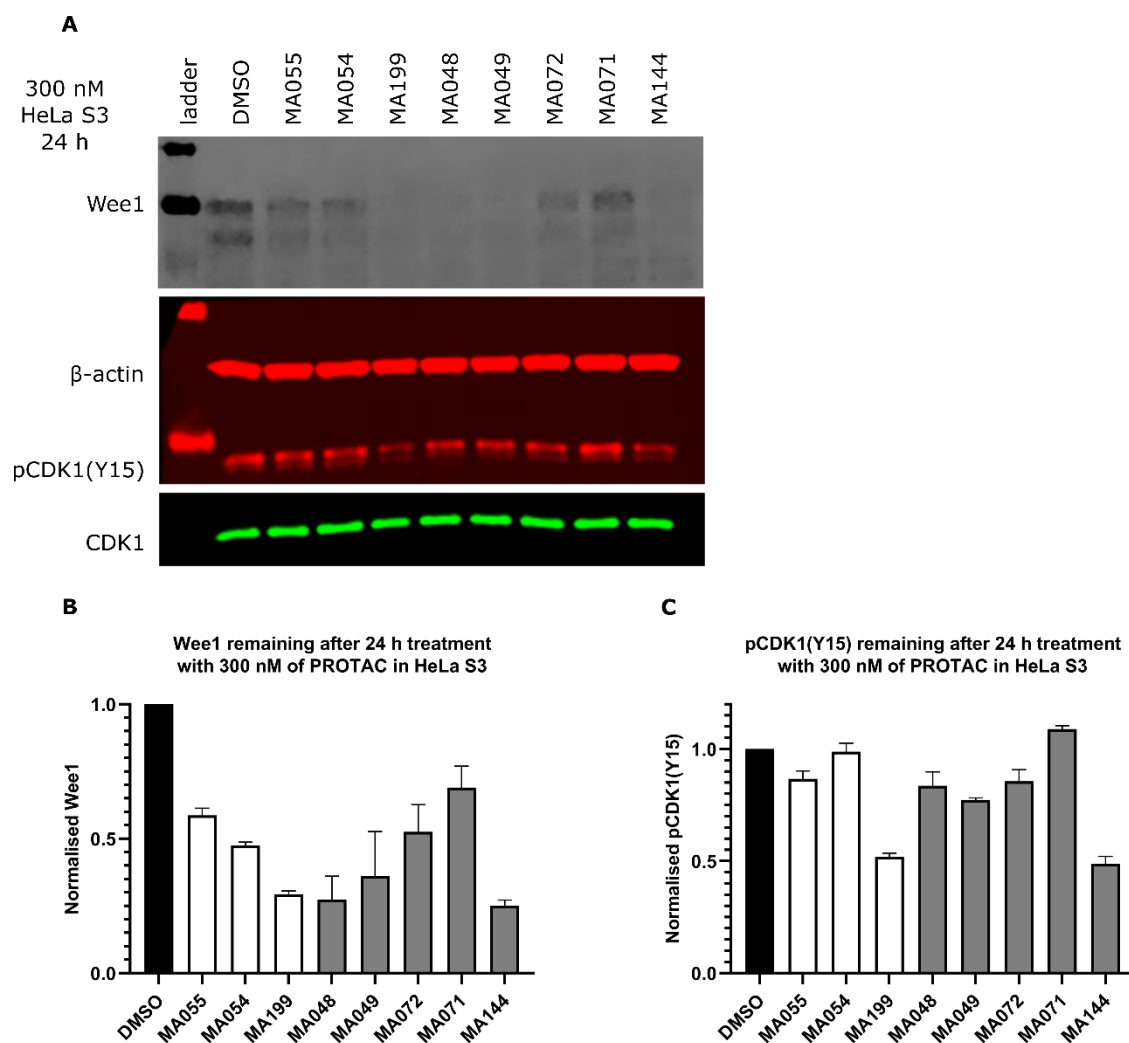 A
300 nM
HeLa S3
24 h
ladder
DMSO
MA055
MA054
MA199
MA048
MA049
MA072
MA071
MA144
Wee1
β-actin
pCDK1(Y15)
CDK1
B
Wee1 remaining after 24 h treatment
with 300 nM of PROTAC in HeLa S3
Normalised Wee1
1.0
0.5
0.0
DMSO
MA055
MA054
MA199
MA048
MA049
MA072
MA071
MA144
C
pCDK1(Y15) remaining after 24 h treatment
with 300 nM of PROTAC in HeLa S3
Normalised pCDK1(Y15)
1.0
0.5
0.0
DMSO
MA055
MA054
MA199
MA048
MA049
MA072
MA071
MA144